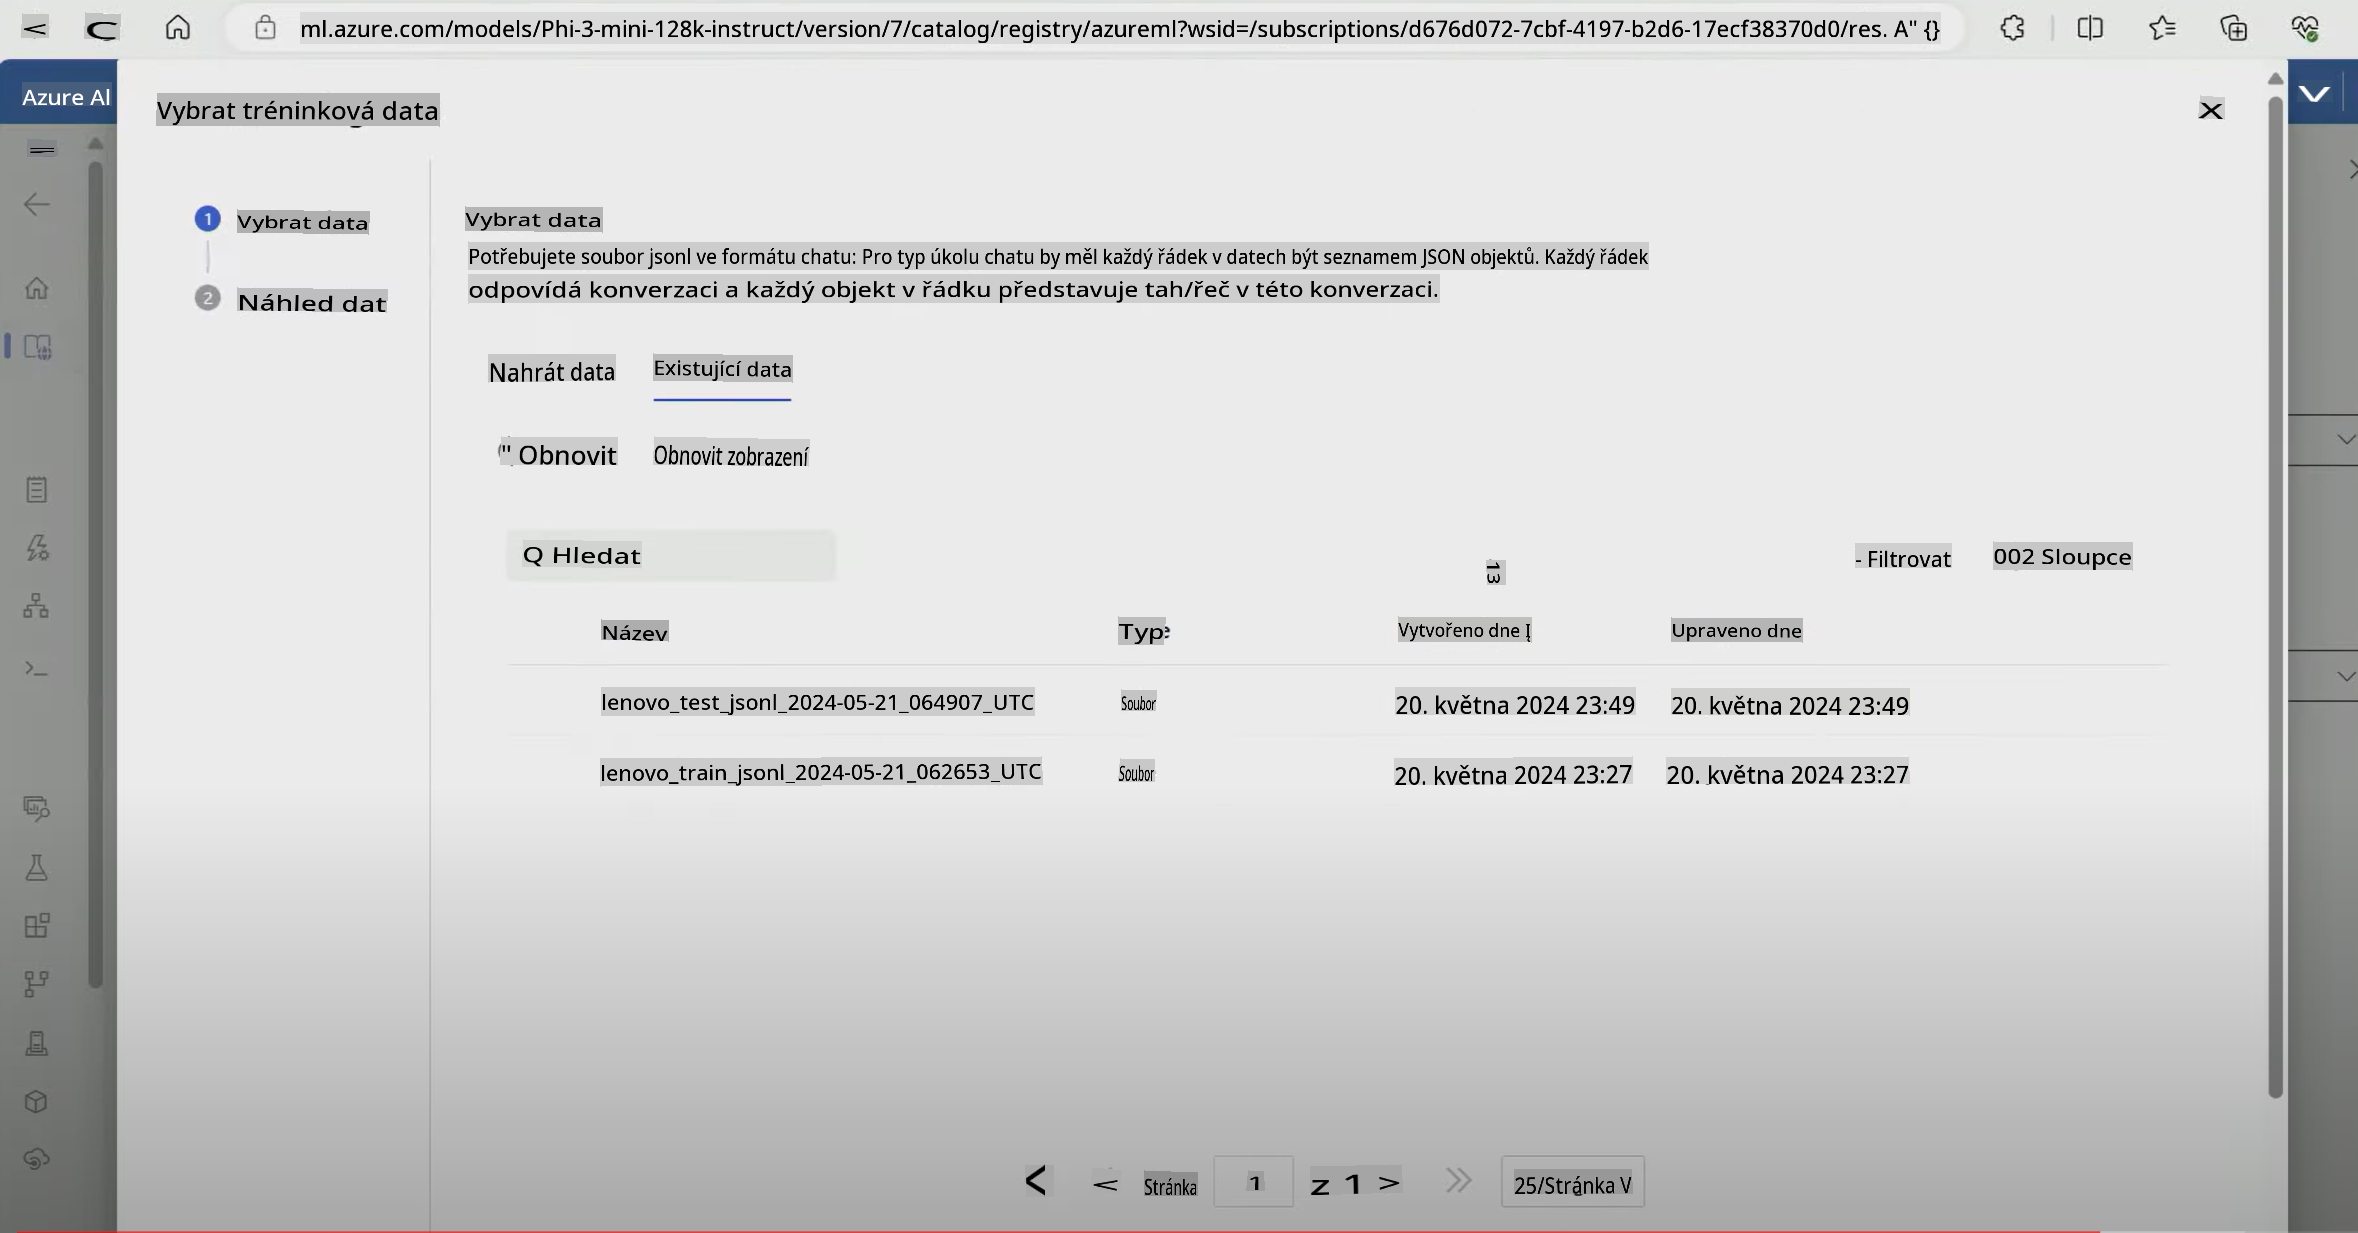 ml.azure.com/models/Phi-3-mini-128k-instruct/version/7/catalog/registry/azureml?wsid=/subscriptions/d676d072-7cbf-4197-b2d6-17ecf38370d0/res. A" {}
Azure Al
Vybrat tréninková data
1 Vybrat data
2 Náhled dat
Vybrat data
Potřebujete soubor jsonl ve formátu chatu: Pro typ úkolu chatu by měl každý řádek v datech být seznamem JSON objektů. Každý řádek
odpovídá konverzaci a každý objekt v řádku představuje tah/řeč v této konverzaci.
Nahrát data Existující data
" Obnovit Obnovit zobrazení
Q Hledat 13 - Filtrovat 002 Sloupce
Název Typ Vytvořeno dne Upraveno dne
lenovo_test_jsonl_2024-05-21_064907_UTC Soubor 20. května 2024 23:49 20. května 2024 23:49
lenovo_train_jsonl_2024-05-21_062653_UTC Soubor 20. května 2024 23:27 20. května 2024 23:27
< < Stránka 1 z 1 > 25/Stránka V